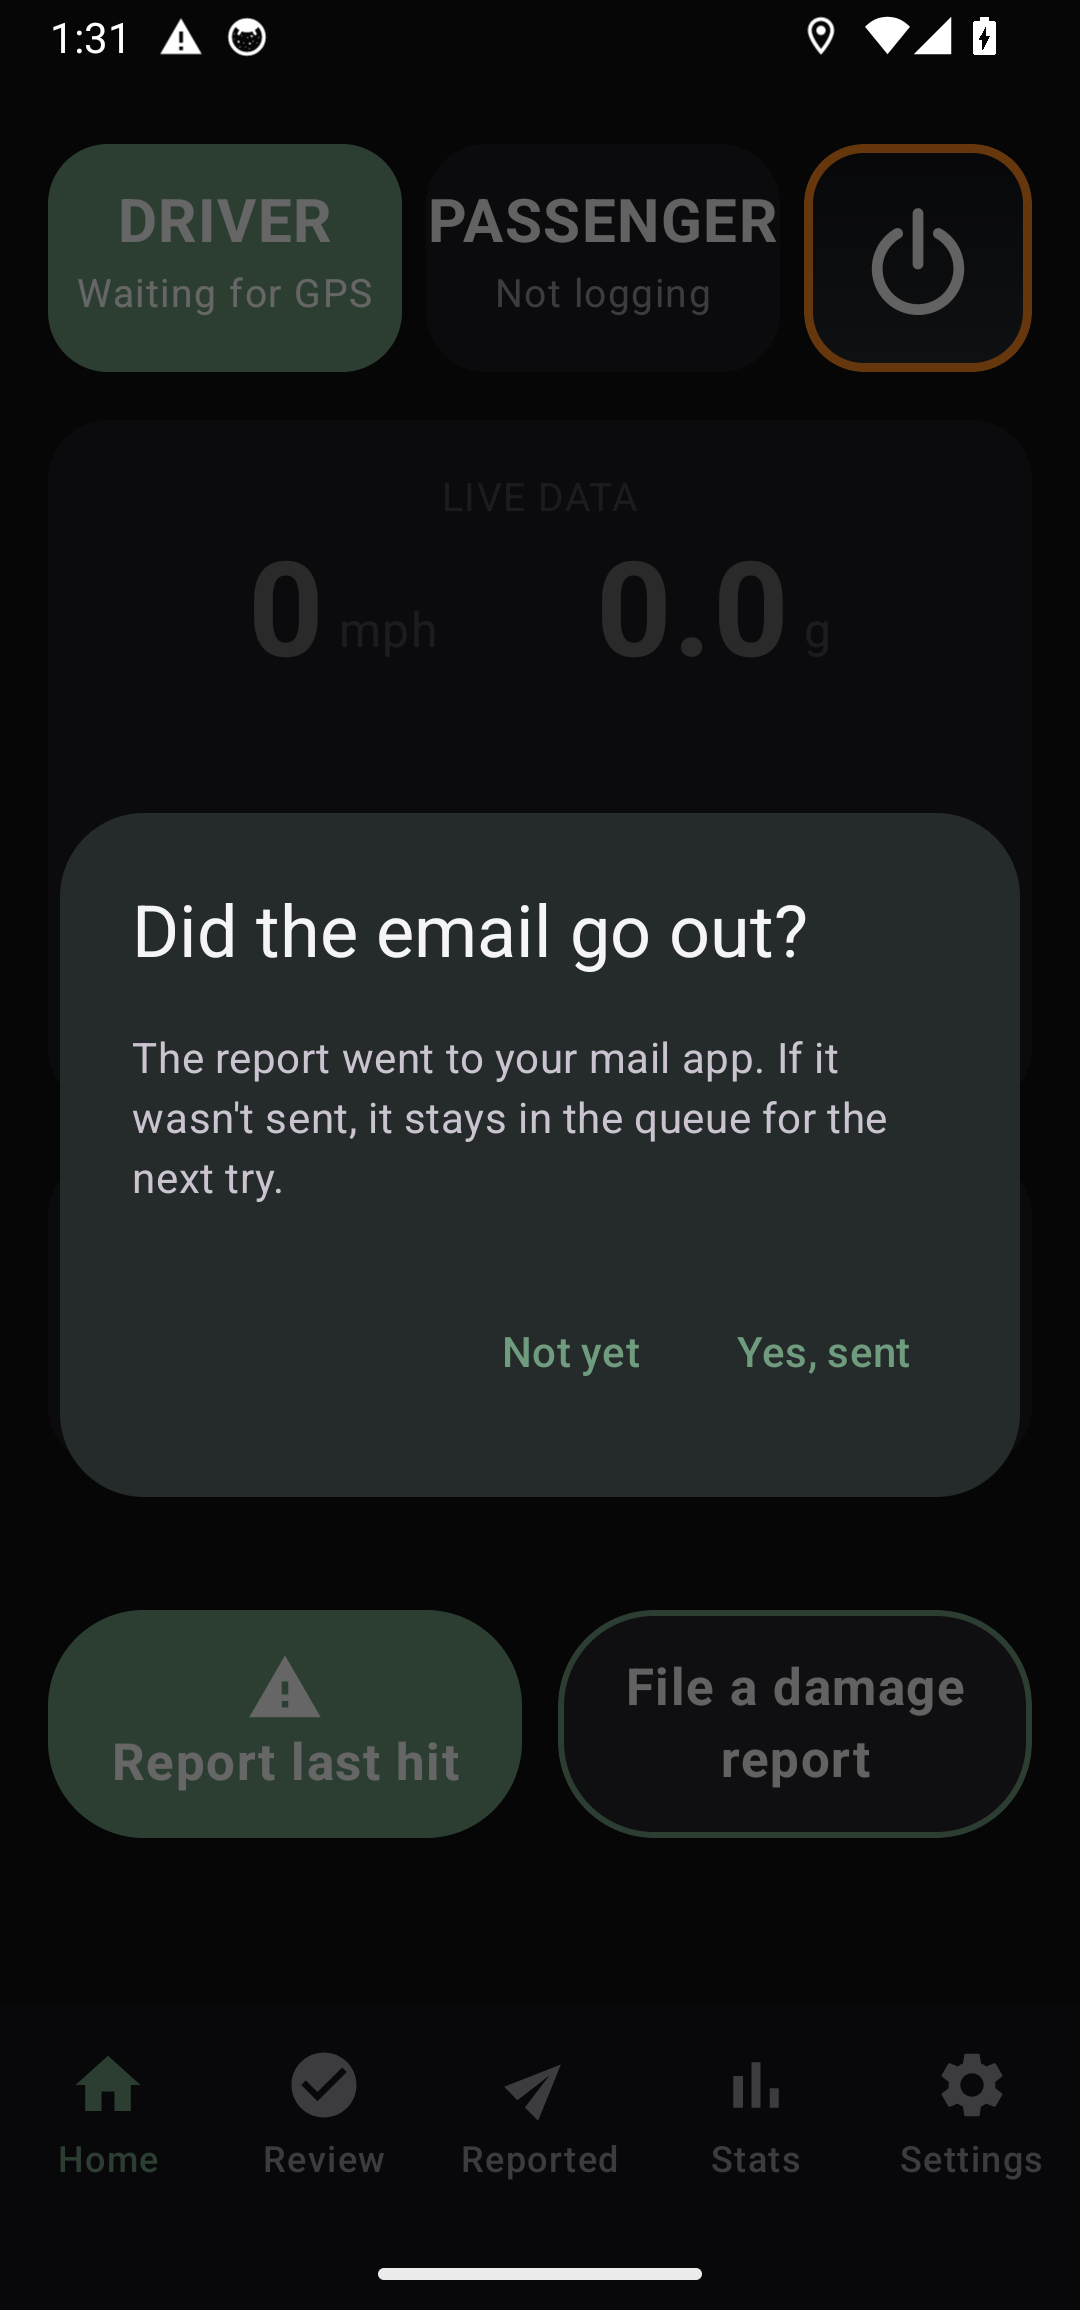 1:31
DRIVER
Waiting for GPS
PASSENGER
Not logging
LIVE DATA
0 mph
0.0 g
Did the email go out?
The report went to your mail app. If it
wasn't sent, it stays in the queue for the
next try.
Not yet
Yes, sent
Report last hit
File a damage
report
Home
Review
Reported
Stats
Settings